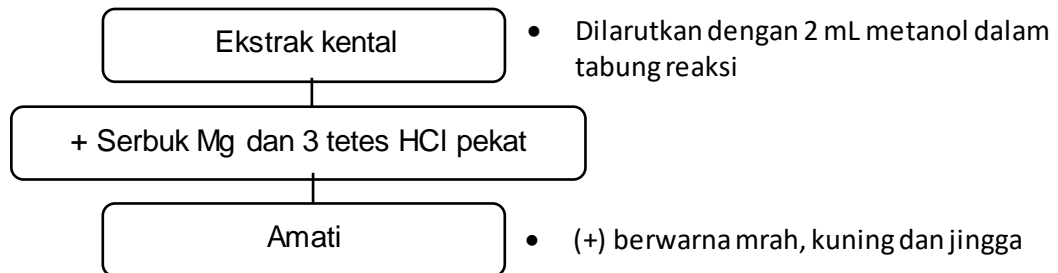 Ekstrak kental
• Dilarutkan dengan 2 mL metanol dalam
tabung reaksi
+ Serbuk Mg dan 3 tetes HCl pekat
Amati
• (+) berwarna mrah, kuning dan jingga